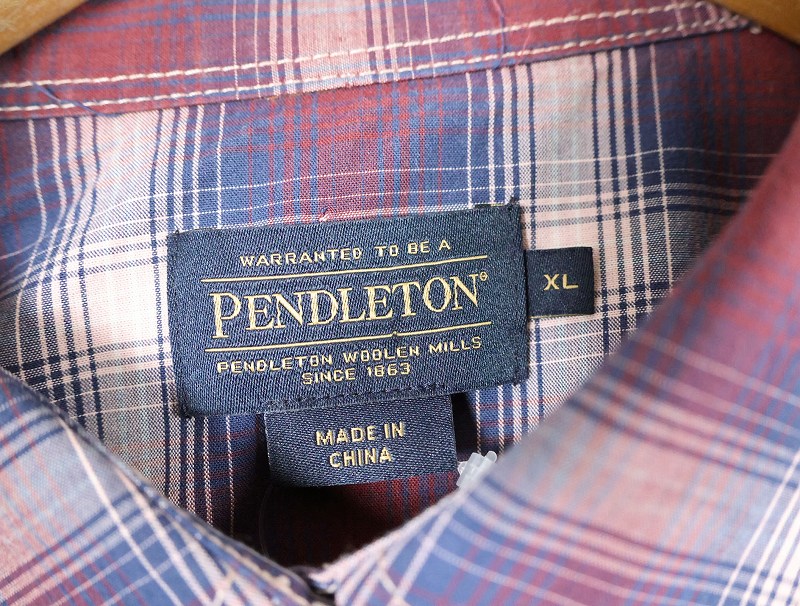 WARRANTED TO BE A
PENDLETON®
XL
PENDLETON WOOLEN MILLS
SINCE 1863
MADE IN
CHINA